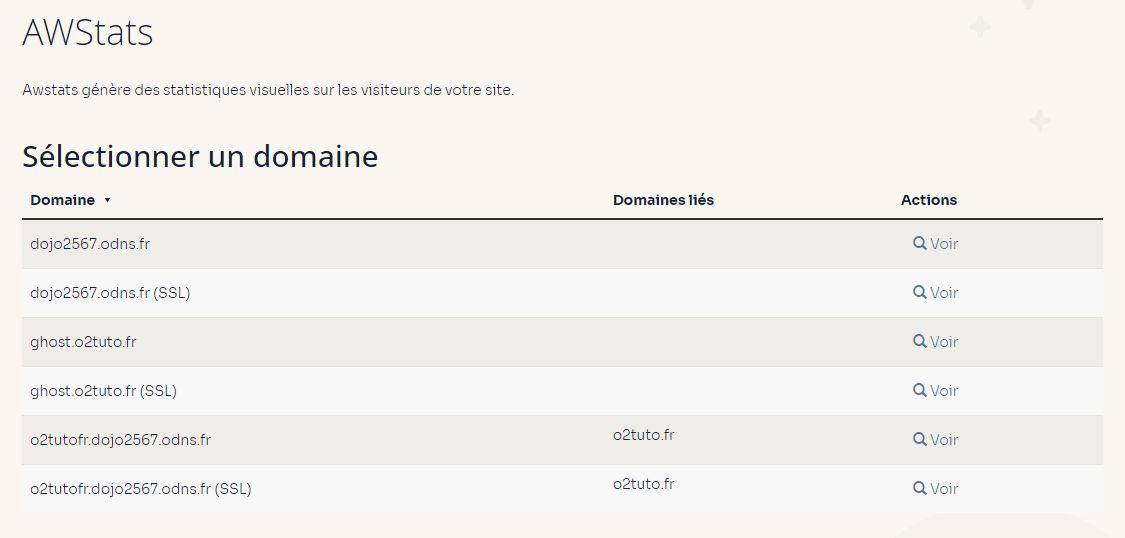 AWStats
Awstats génère des statistiques visuelles sur les visiteurs de votre site.
Sélectionner un domaine
Domaine ▼ Domaines liés Actions
dojo2567.odns.fr Voir
dojo2567.odns.fr (SSL) Voir
ghost.o2tuto.fr Voir
ghost.o2tuto.fr (SSL) Voir
o2tutofr.dojo2567.odns.fr o2tuto.fr Voir
o2tutofr.dojo2567.odns.fr (SSL) o2tuto.fr Voir